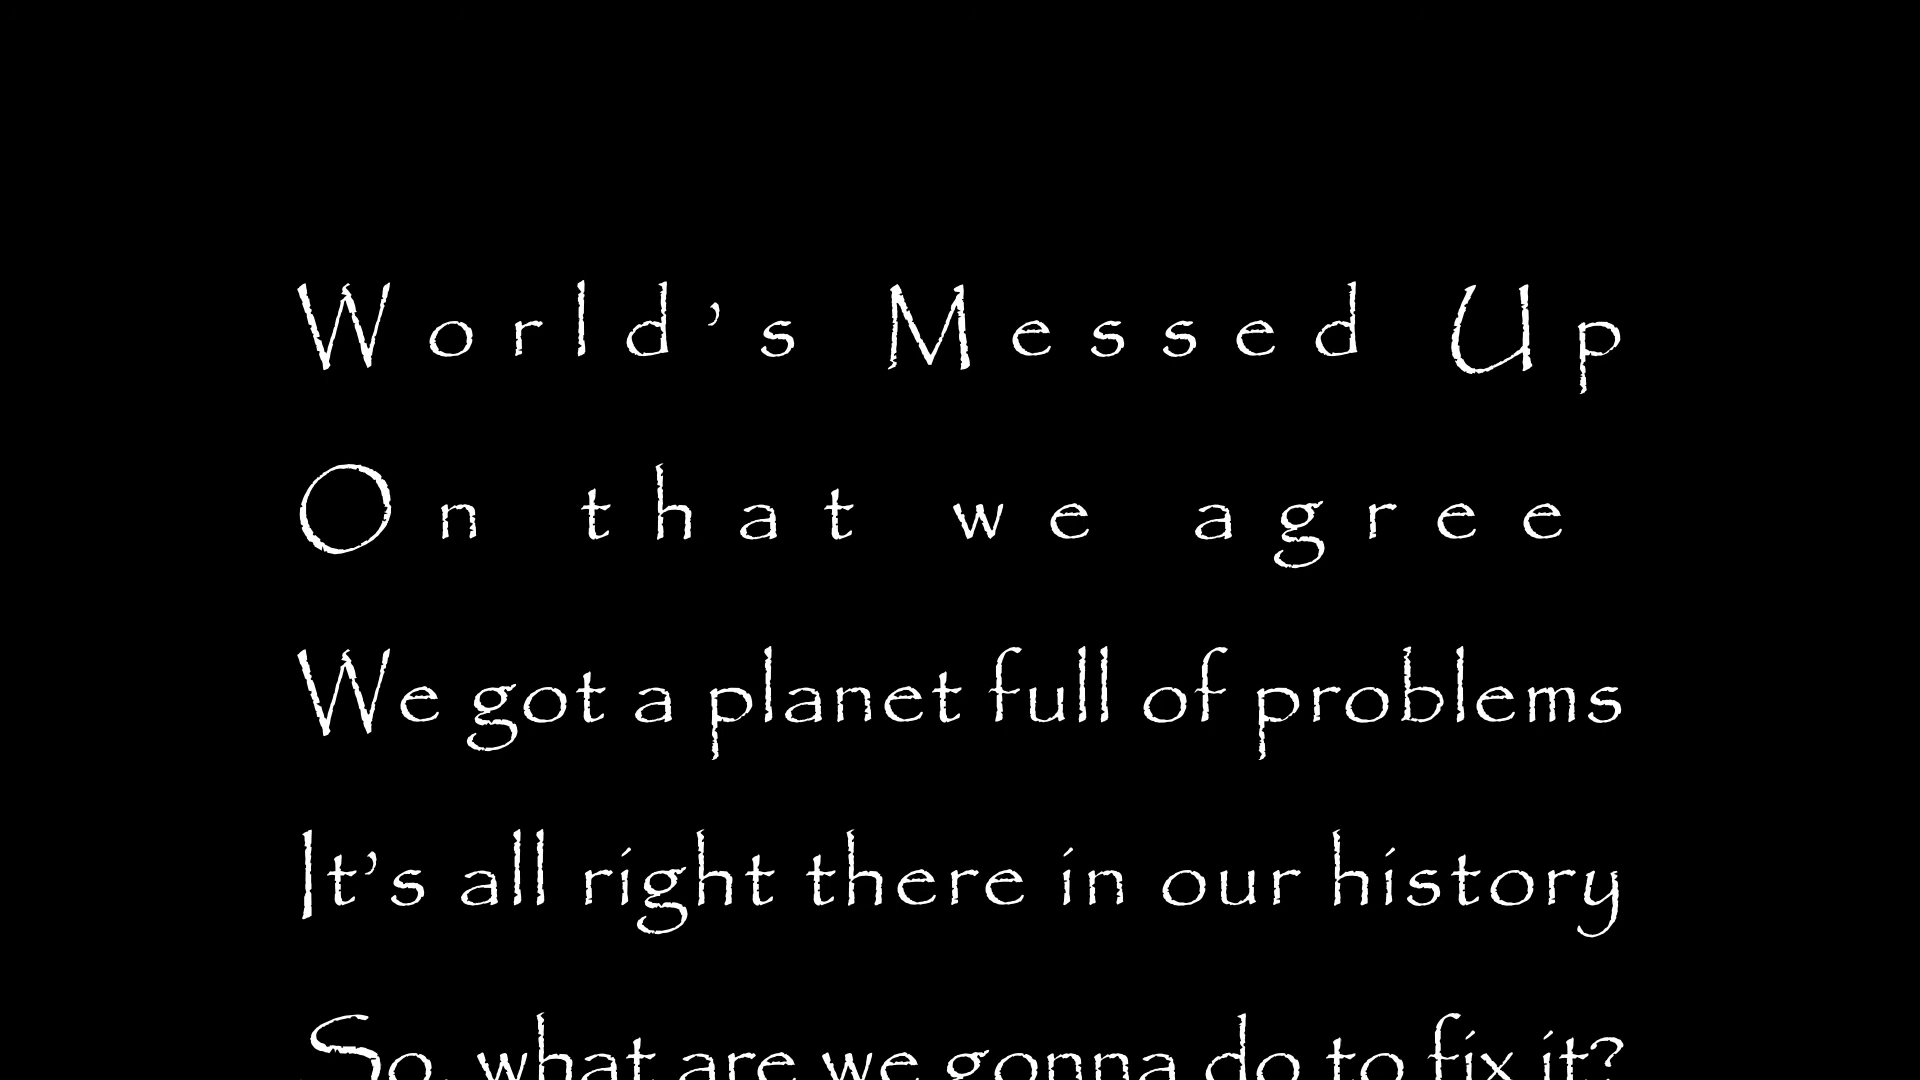 World’s Messed Up
On that we agree
We got a planet full of problems
It’s all right there in our history
So, what are we gonna do to fix it?